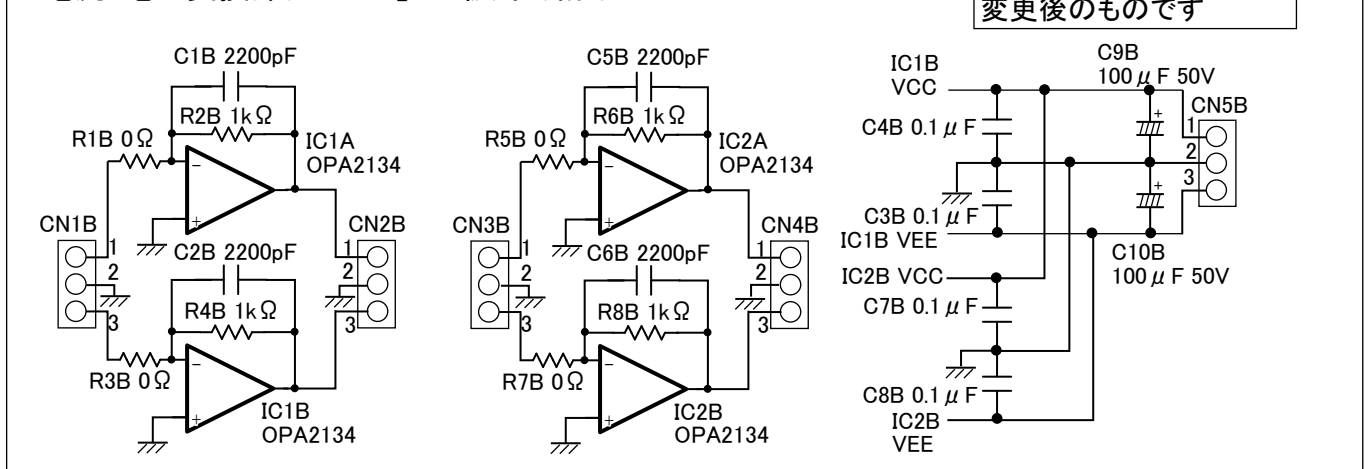 変更後のものです
C1B 2200pF
R2B 1kΩ
R1B 0Ω
IC1A
OPA2134
CN1B
1
2
3
CN2B
1
2
3
C2B 2200pF
R4B 1kΩ
R3B 0Ω
IC1B
OPA2134
C5B 2200pF
R6B 1kΩ
R5B 0Ω
IC2A
OPA2134
CN3B
1
2
3
CN4B
1
2
3
C6B 2200pF
R8B 1kΩ
R7B 0Ω
IC2B
OPA2134
IC1B
VCC
C9B
100μF 50V
CN5B
1
2
3
C4B 0.1μF
C3B 0.1μF
IC1B VEE
C10B
100μF 50V
IC2B VCC
C7B 0.1μF
C8B 0.1μF
IC2B
VEE